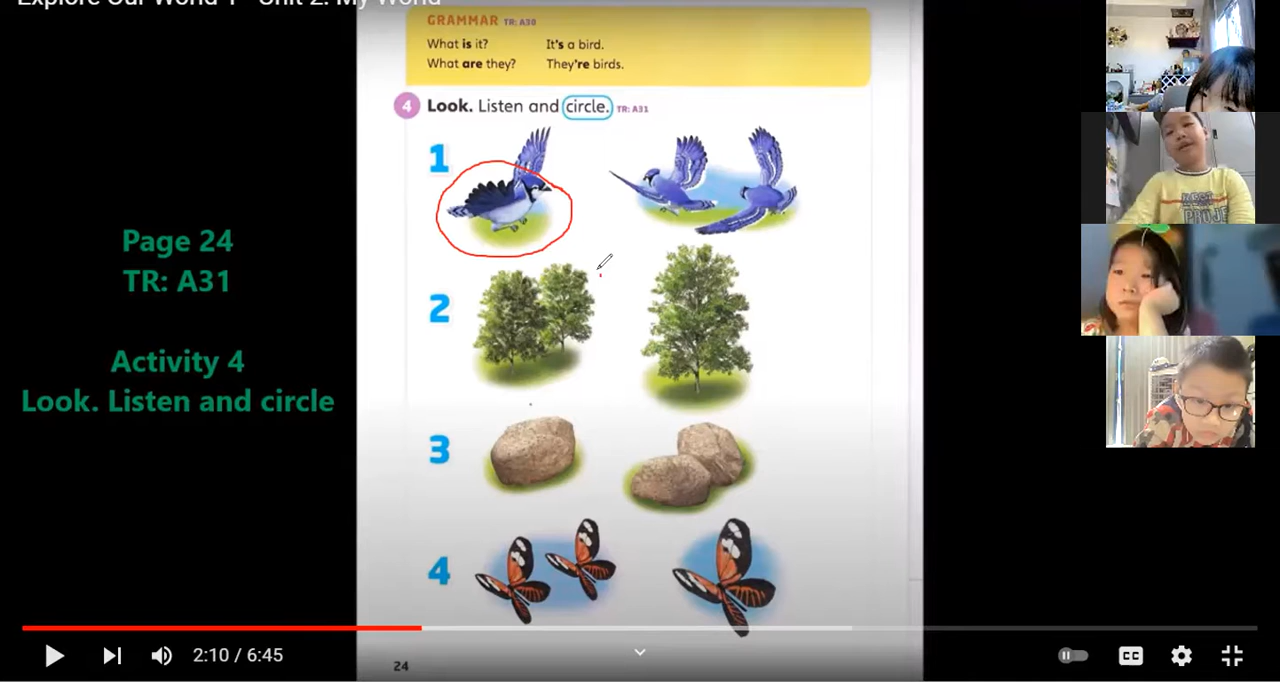 Explore Our World 1 - Unit 2: My World
GRAMMAR TR: A30
What is it? It's a bird.
What are they? They're birds.
4 Look. Listen and circle. TR: A31
1
2
3
4
24
Page 24
TR: A31
Activity 4
Look. Listen and circle
2:10 / 6:45
CC
PROJE